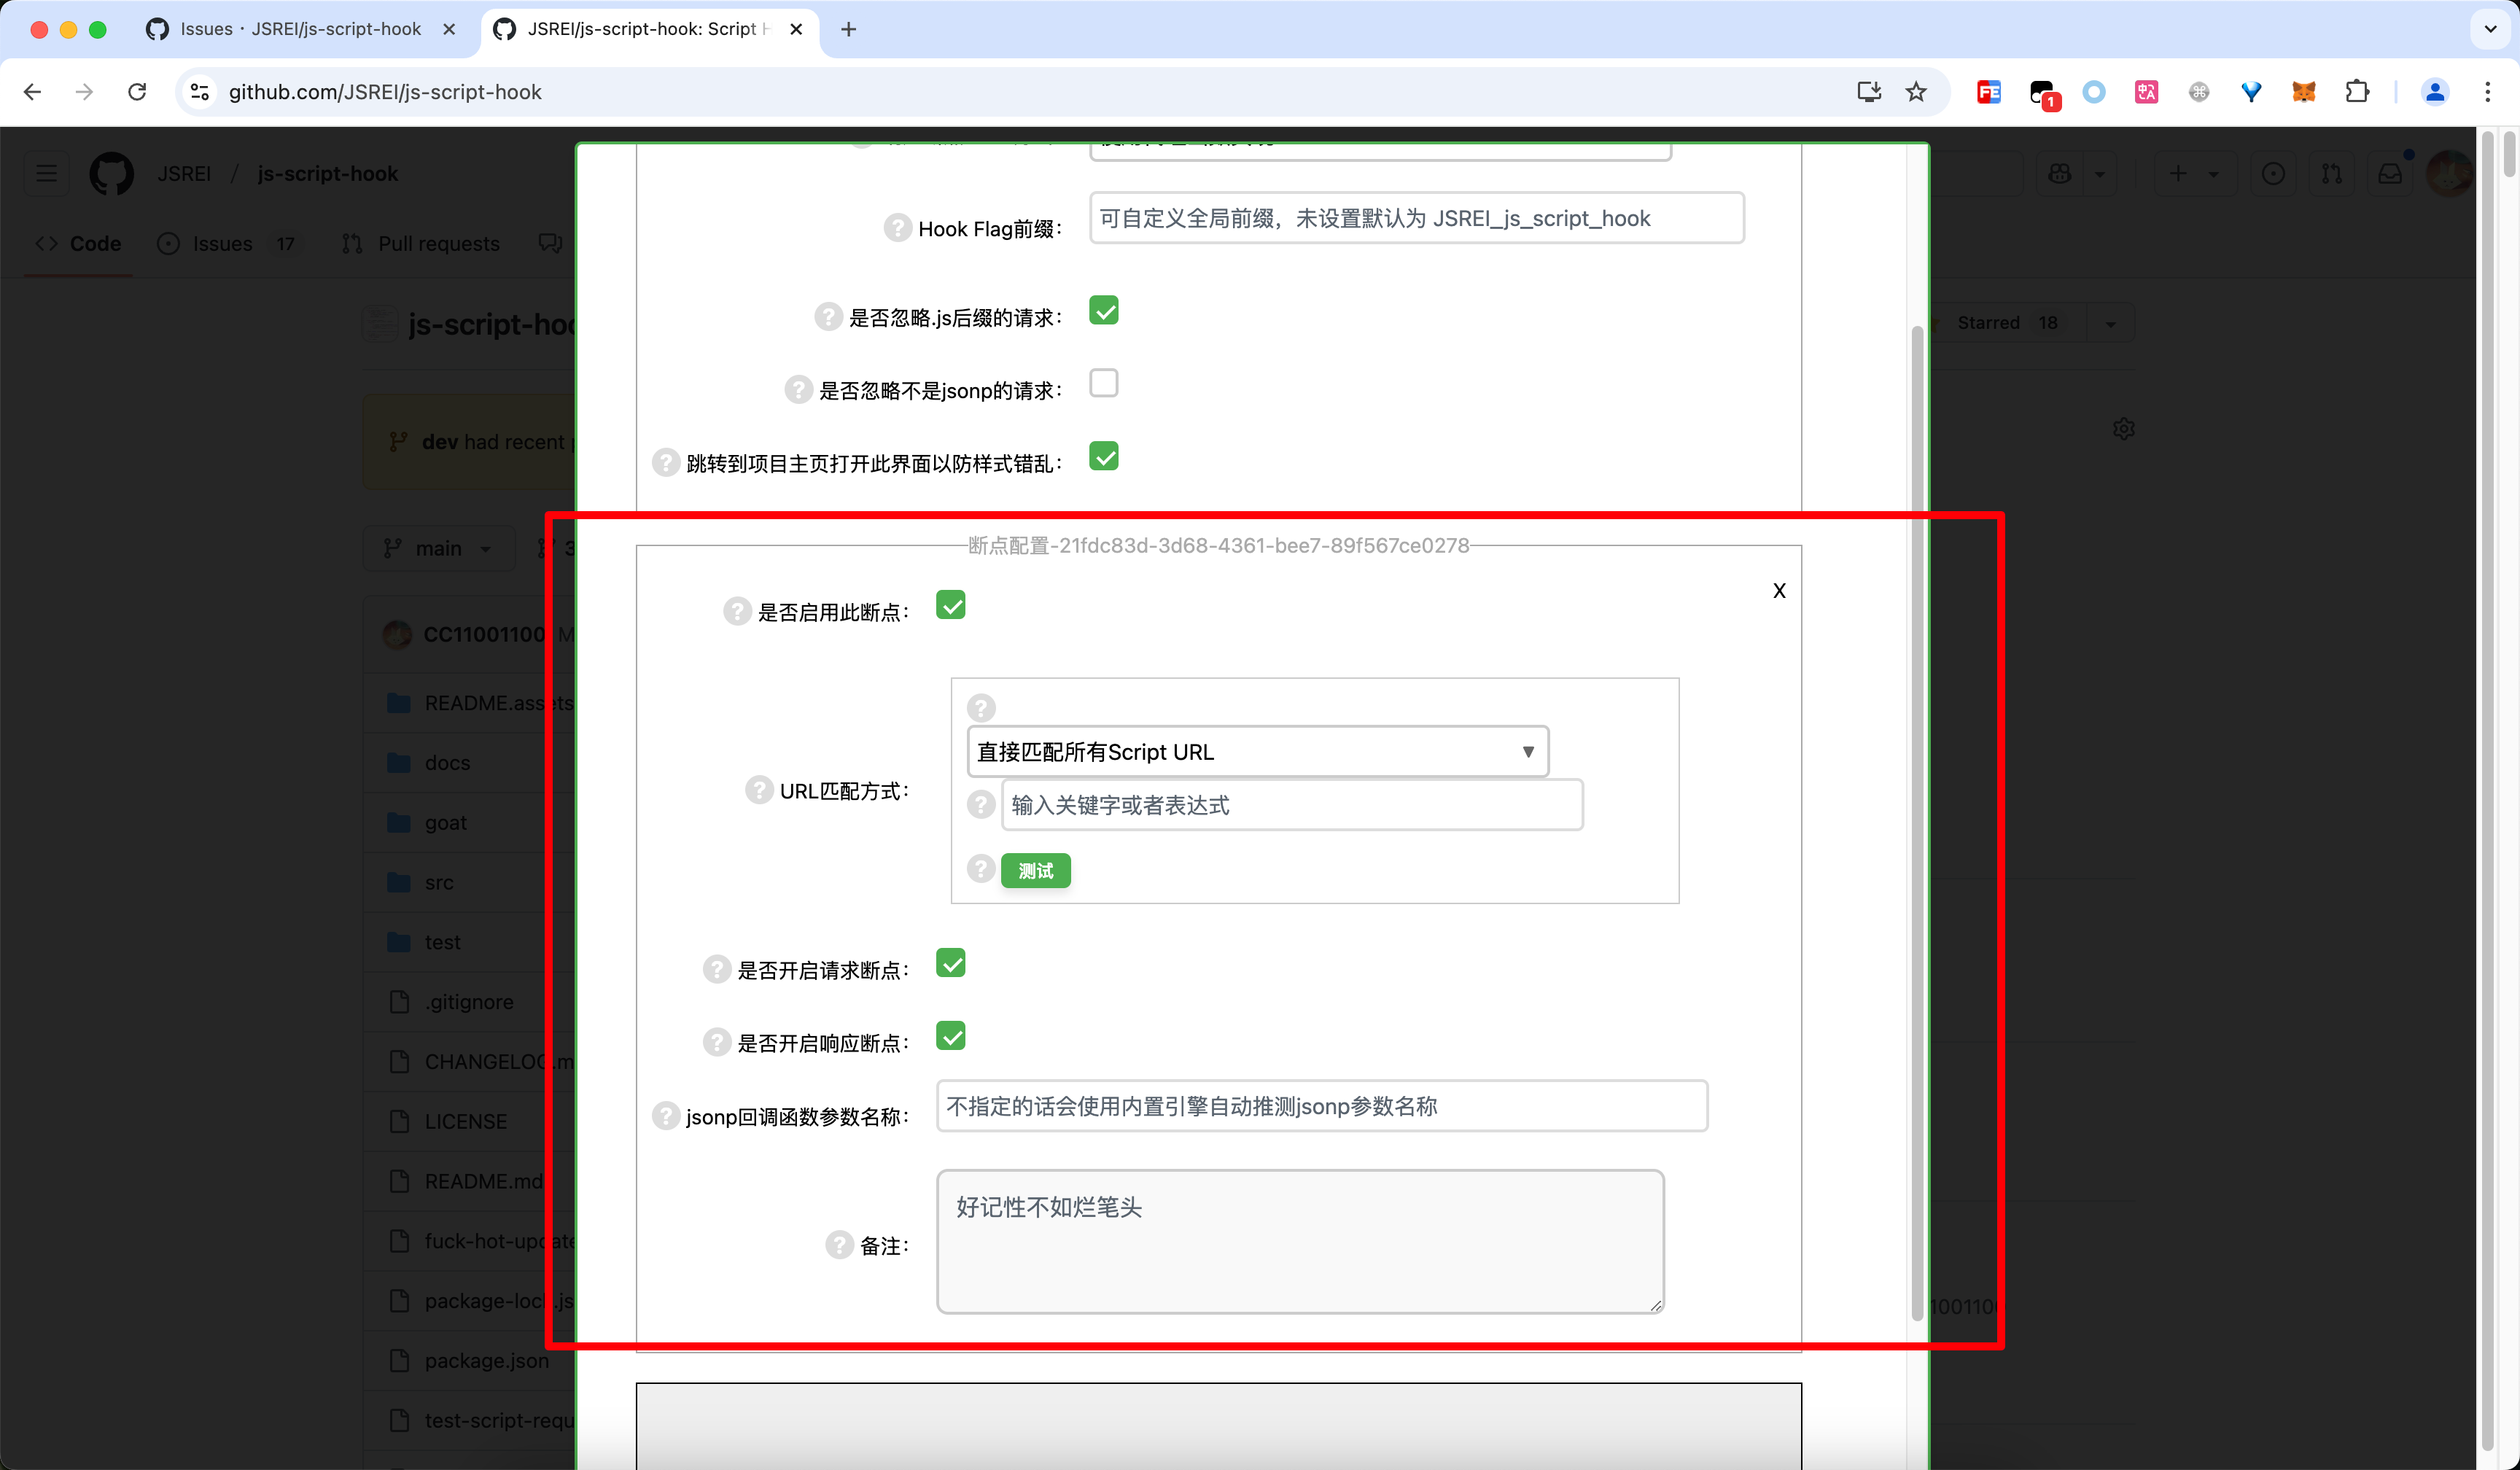 Issues · JSREI/js-script-hook
JSREI/js-script-hook: Script H
github.com/JSREI/js-script-hook
FE
1
中A
JSREI / js-script-hook
Code
Issues 17
Pull requests
Hook Flag前缀：
可自定义全局前缀，未设置默认为 JSREI_js_script_hook
js-script-hoo
是否忽略.js后缀的请求：
Starred 18
是否忽略不是jsonp的请求：
dev had recent p
跳转到项目主页打开此界面以防样式错乱：
main
3
断点配置-21fdc83d-3d68-4361-bee7-89f567ce0278
X
是否启用此断点：
CC11001100 M
README.assets
直接匹配所有Script URL
docs
URL匹配方式：
输入关键字或者表达式
goat
测试
src
test
是否开启请求断点：
.gitignore
是否开启响应断点：
CHANGELOG.m
jsonp回调函数参数名称：
不指定的话会使用内置引擎自动推测jsonp参数名称
LICENSE
README.md
好记性不如烂笔头
备注：
fuck-hot-update
package-lock.js
1001100
package.json
test-script-requ